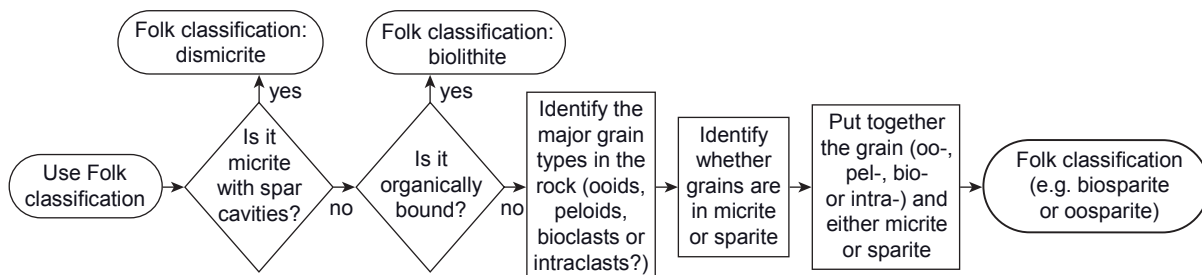 Folk classification:
dismicrite
Folk classification:
biolithite
yes
yes
Use Folk
classification
Is it
micrite
with spar
cavities?
no
Is it
organically
bound?
no
Identify the
major grain
types in the
rock (ooids,
peloids,
bioclasts or
intraclasts?)
Identify
whether
grains are
in micrite
or sparite
Put together
the grain (oo-,
pel-, bio-
or intra-) and
either micrite
or sparite
Folk classification
(e.g. biosparite
or oosparite)